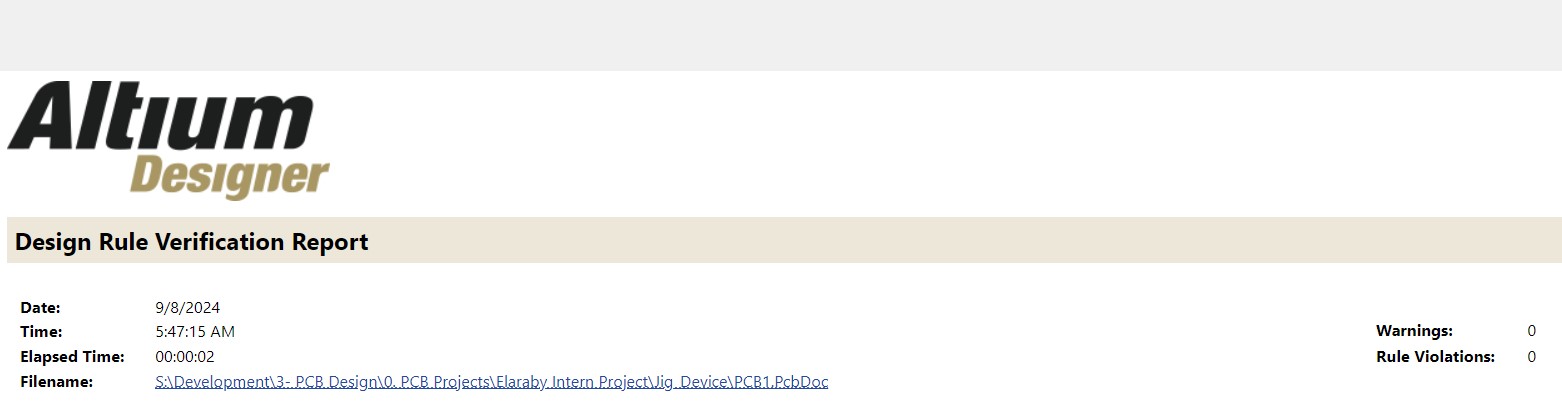 Altium
Designer
Design Rule Verification Report
Date: 9/8/2024
Time: 5:47:15 AM
Elapsed Time: 00:00:02
Filename: S:\Development\3- PCB Design\0. PCB Projects\Elaraby Intern Project\Jig_Device\PCB1.PcbDoc
Warnings: 0
Rule Violations: 0